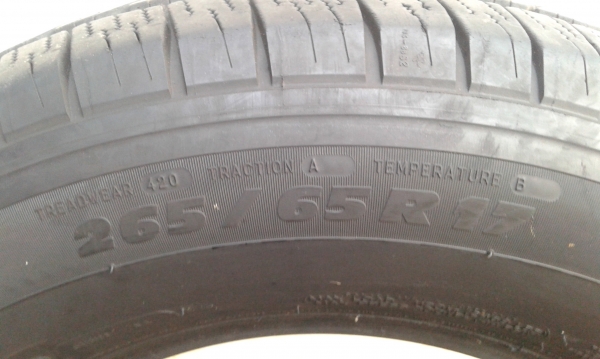 TREADWEAR 420 TRACTION A TEMPERATURE B
265/65R17